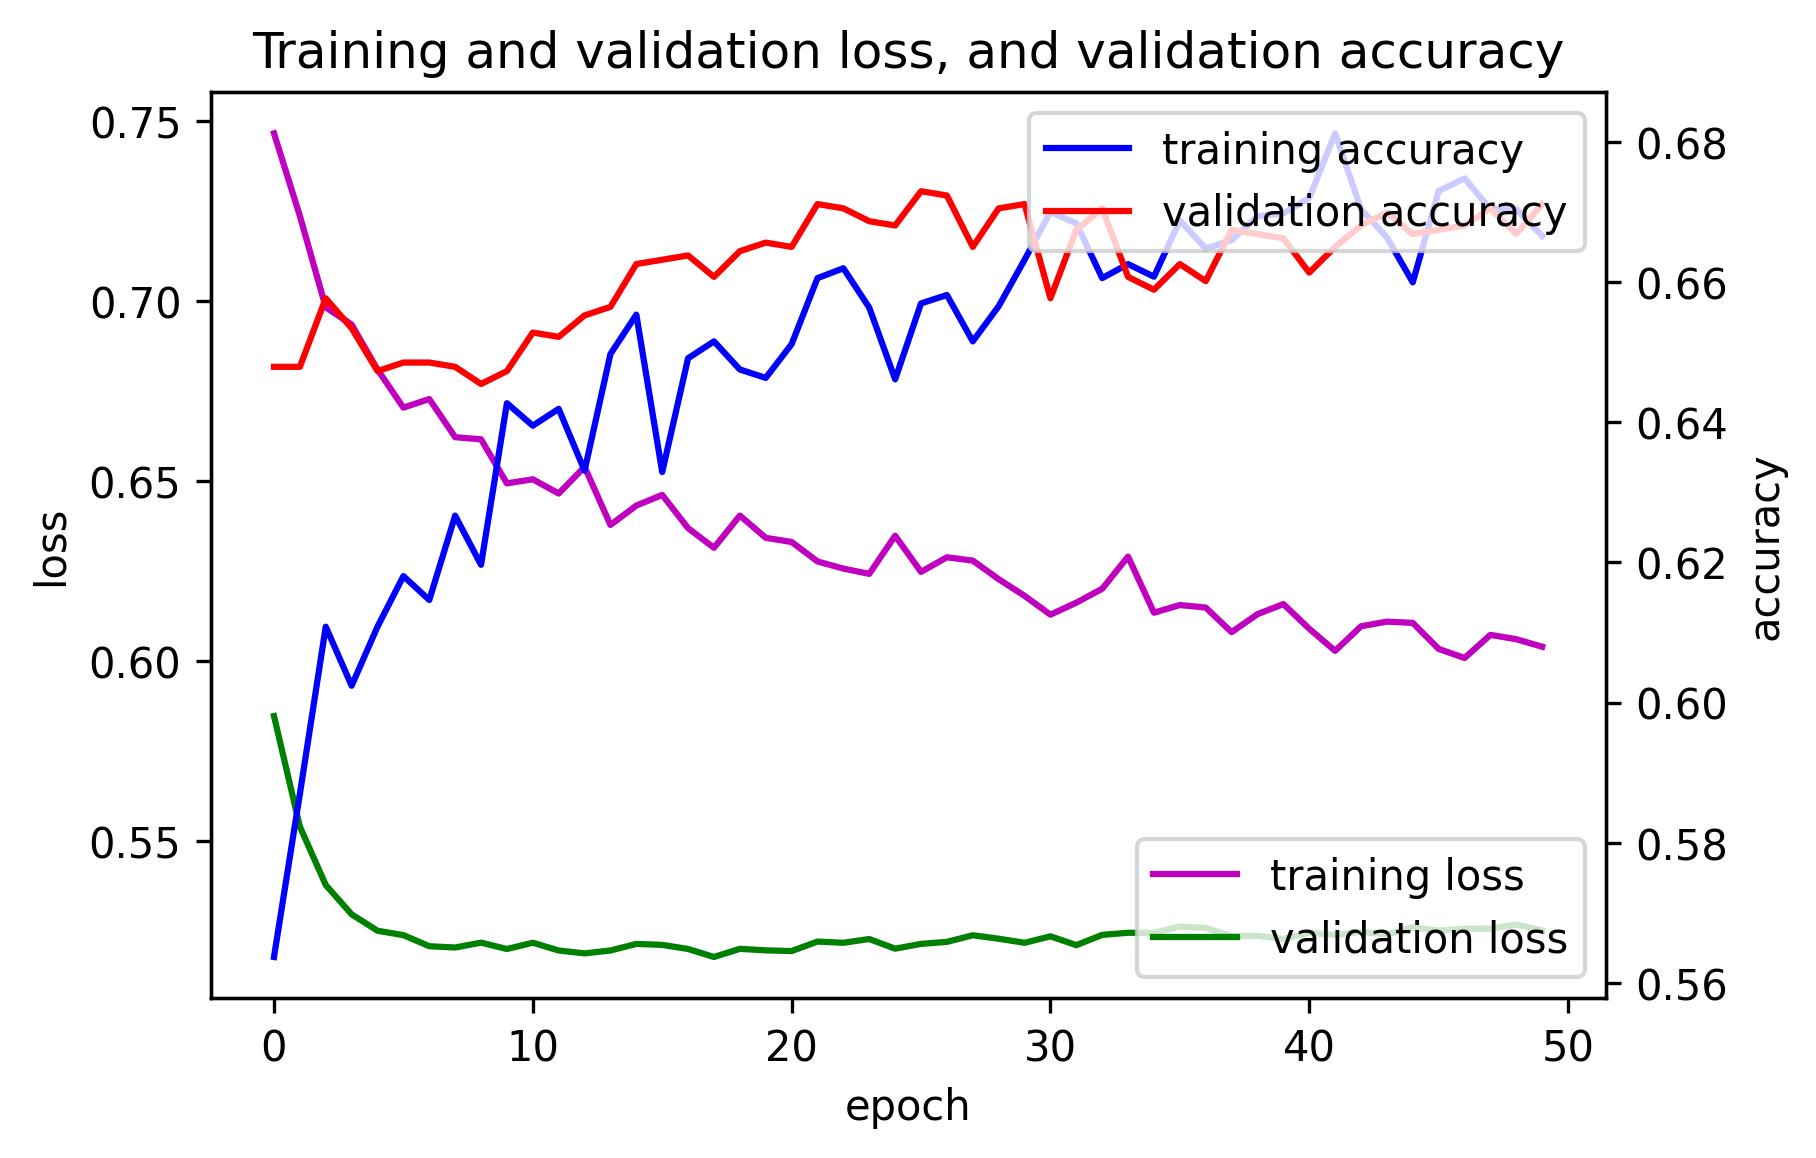 Training and validation loss, and validation accuracy
training accuracy
validation accuracy
training loss
validation loss
0.75
0.70
0.65
0.60
0.55
loss
0.68
0.66
0.64
0.62
0.60
0.58
0.56
accuracy
0 10 20 30 40 50
epoch